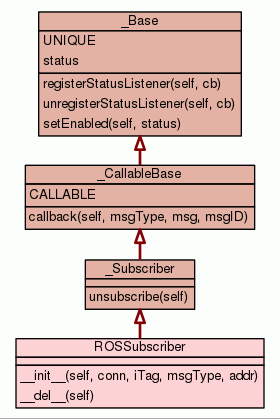 _Base
UNIQUE
status
registerStatusListener(self, cb)
unregisterStatusListener(self, cb)
setEnabled(self, status)
_CallableBase
CALLABLE
callback(self, msgType, msg, msgID)
_Subscriber
unsubscribe(self)
ROSSubscriber
__init__(self, conn, iTag, msgType, addr)
__del__(self)